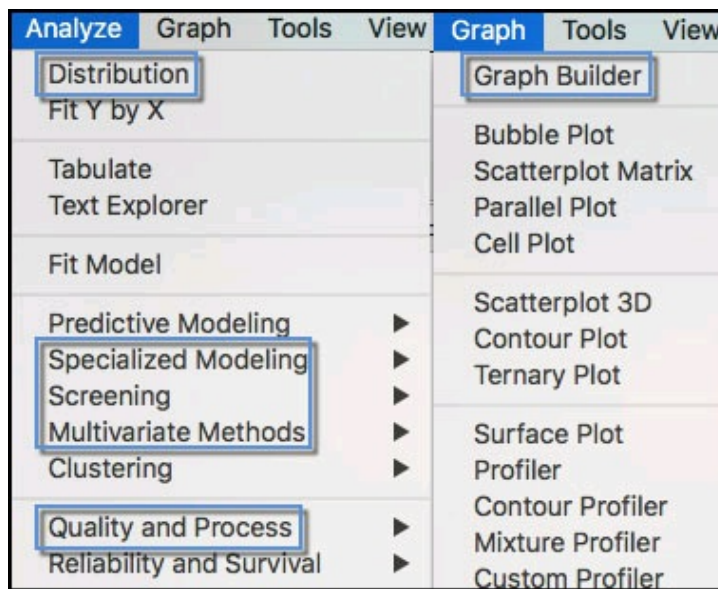 Analyze Graph Tools View
Distribution
Fit Y by X
Tabulate
Text Explorer
Fit Model
Predictive Modeling
Specialized Modeling
Screening
Multivariate Methods
Clustering
Quality and Process
Reliability and Survival
Graph Tools View
Graph Builder
Bubble Plot
Scatterplot Matrix
Parallel Plot
Cell Plot
Scatterplot 3D
Contour Plot
Ternary Plot
Surface Plot
Profiler
Contour Profiler
Mixture Profiler
Custom Profiler